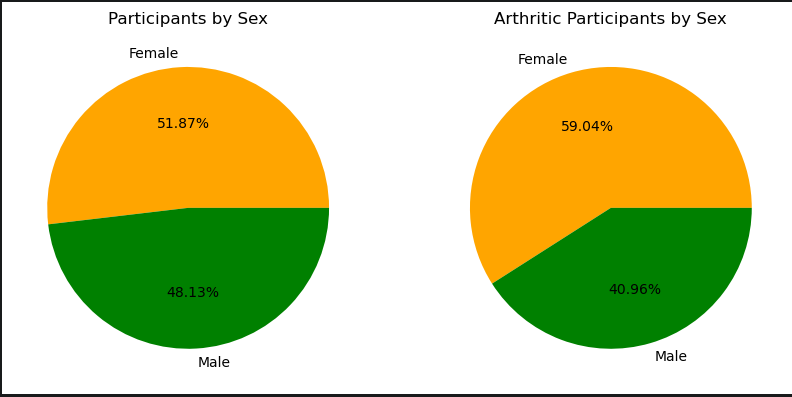 Participants by Sex
Female
51.87%
48.13%
Male
Arthritic Participants by Sex
Female
59.04%
40.96%
Male